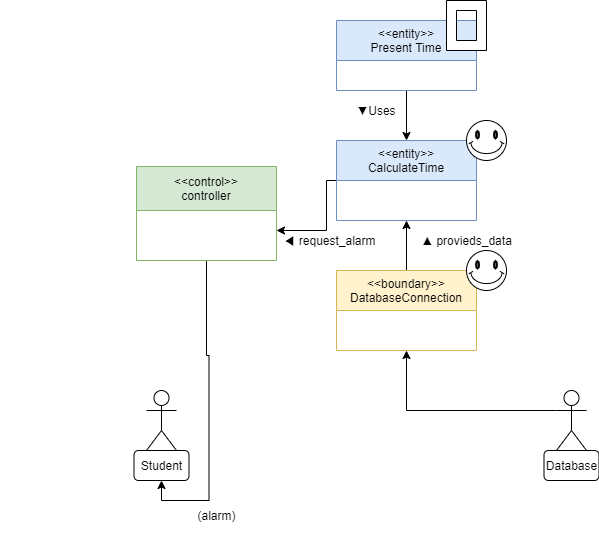 <<entity>>
Present Time
▼Uses
<<entity>>
CalculateTime
<<control>>
controller
◀ request_alarm
▲ provieds_data
<<boundary>>
DatabaseConnection
Student
Database
(alarm)